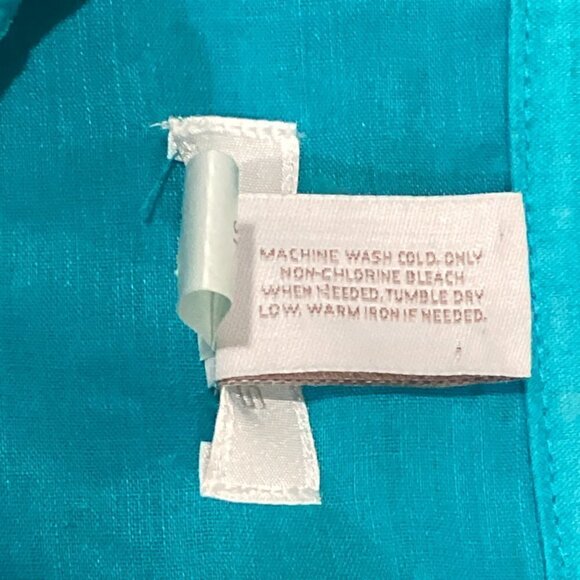 MACHINE WASH COLD. ONLY
NON-CHLORINE BLEACH
WHEN NEEDED. TUMBLE DRY
LOW. WARM IRON IF NEEDED.